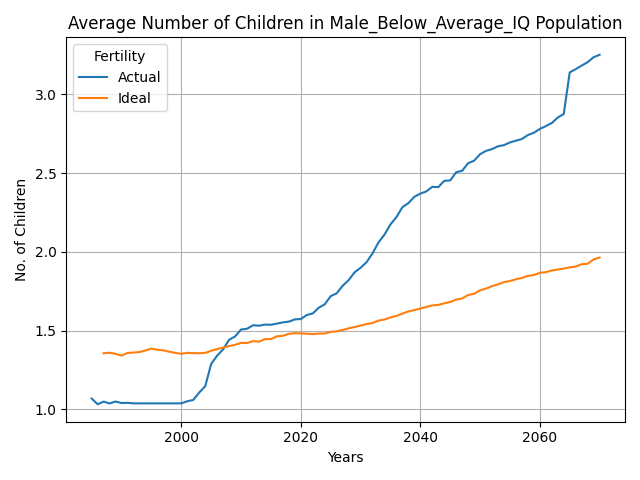 Average Number of Children in Male_Below_Average_IQ Population
Fertility
Actual
Ideal
No. of Children
3.0
2.5
2.0
1.5
1.0
2000
2020
2040
2060
Years